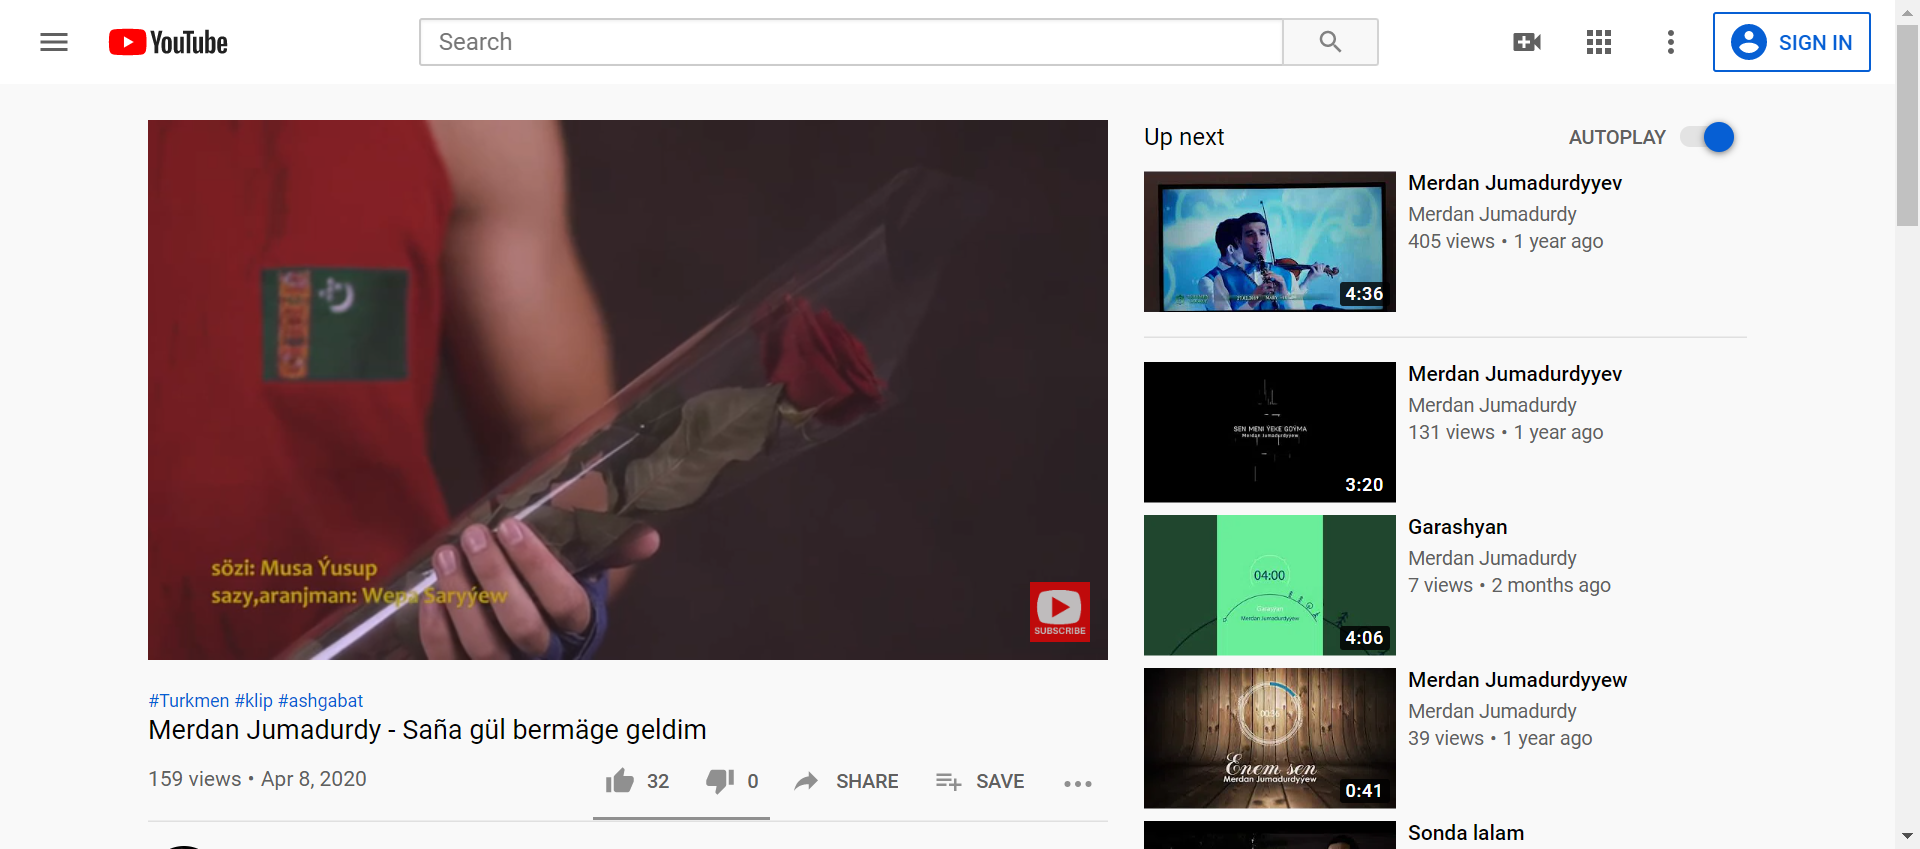 YouTube
Search
SIGN IN
sözi: Musa Ýusup
sazy,aranjman: Wepa Saryýew
SUBSCRIBE
#Turkmen #klip #ashgabat
Merdan Jumadurdy - Saña gül bermäge geldim
159 views • Apr 8, 2020
32
0
SHARE
SAVE
Up next
AUTOPLAY
4:36
Merdan Jumadurdyyev
Merdan Jumadurdy
405 views • 1 year ago
SEN MENI ÝEKE GOÝMA
Merdan Jumadurdyyew
3:20
Merdan Jumadurdyyev
Merdan Jumadurdy
131 views • 1 year ago
04:00
Garaşyan
Merdan Jumadurdyyew
4:06
Garashyan
Merdan Jumadurdy
7 views • 2 months ago
Enem sen
Merdan Jumadurdyýew
0:41
Merdan Jumadurdyyew
Merdan Jumadurdy
39 views • 1 year ago
Sonda lalam